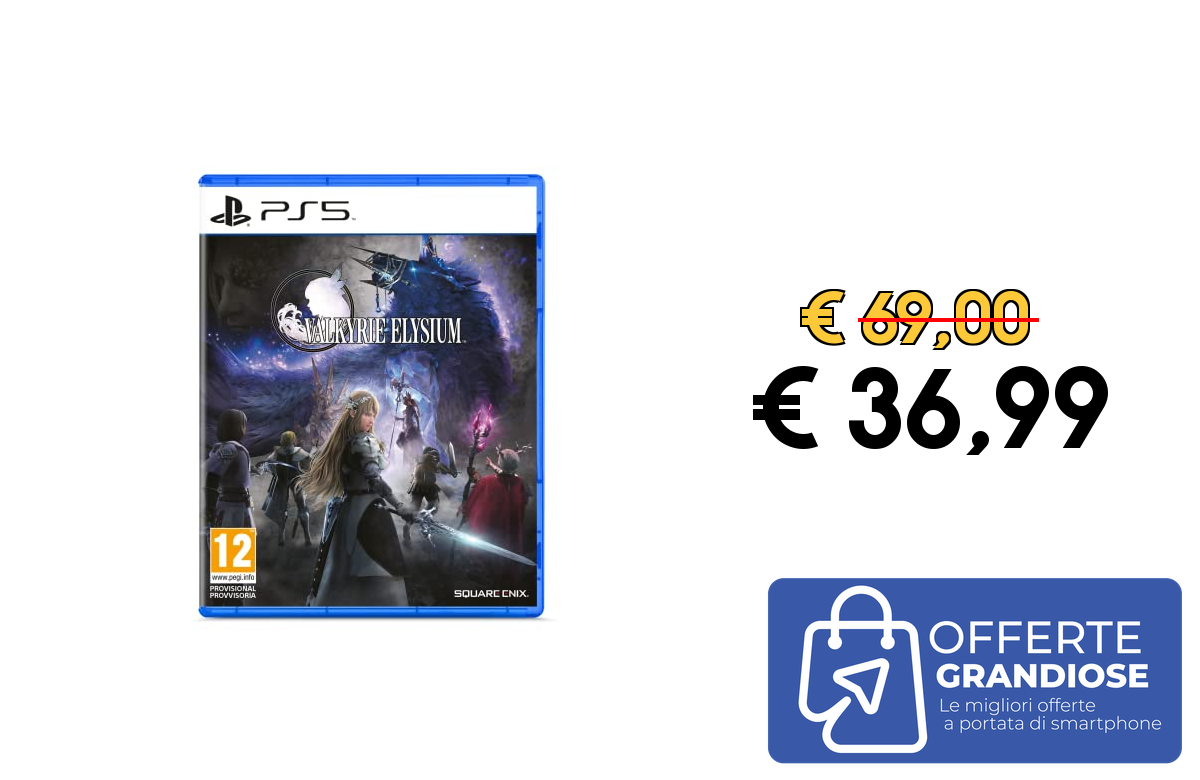 PS5
VALKYRIE ELYSIUM
12
www.pegi.info
PROVISIONAL
PROVVISORIA
SQUARE ENIX
€ 69,00
€ 36,99
OFFERTE
GRANDIOSE
Le migliori offerte
a portata di smartphone